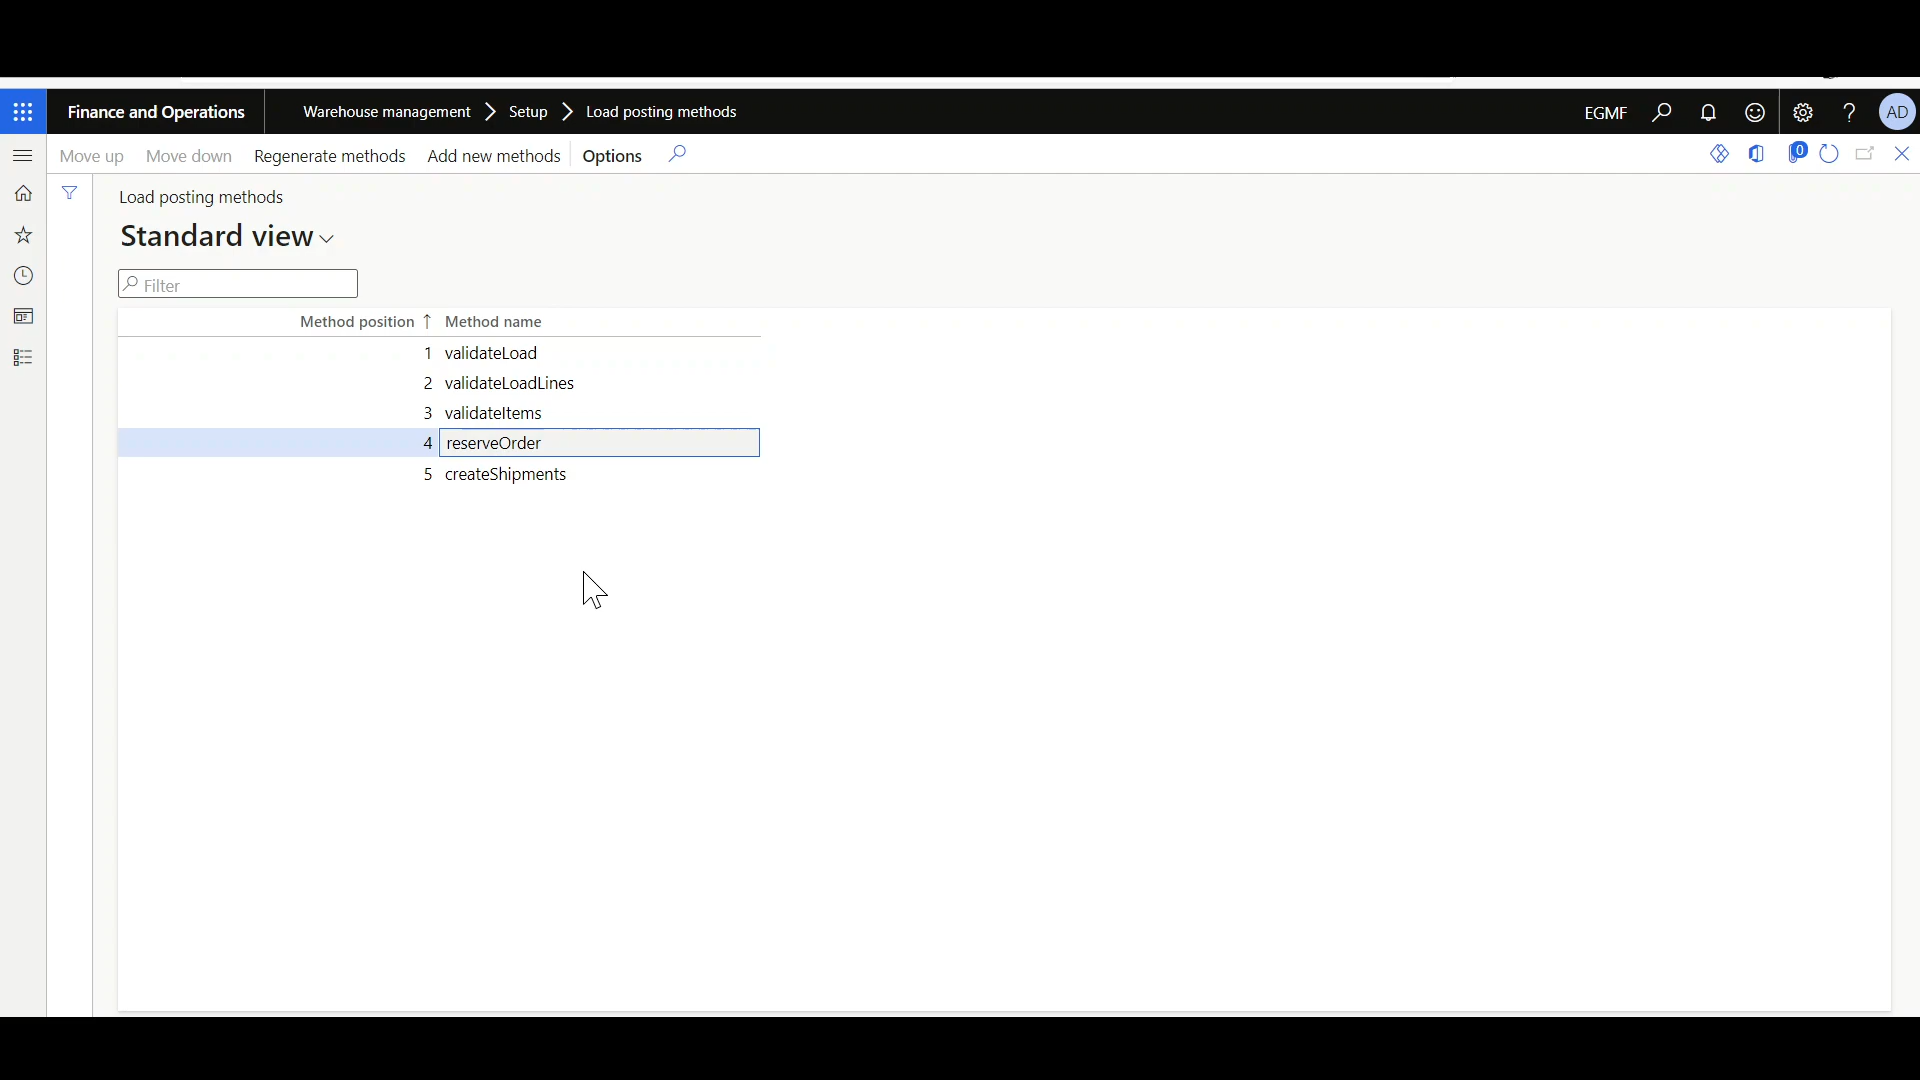 Finance and Operations
Warehouse management > Setup > Load posting methods
EGMF
?
AD
Move up Move down Regenerate methods Add new methods Options
0
Load posting methods
Standard view
Filter
Method position ↑ Method name
1 validateLoad
2 validateLoadLines
3 validateItems
4 reserveOrder
5 createShipments